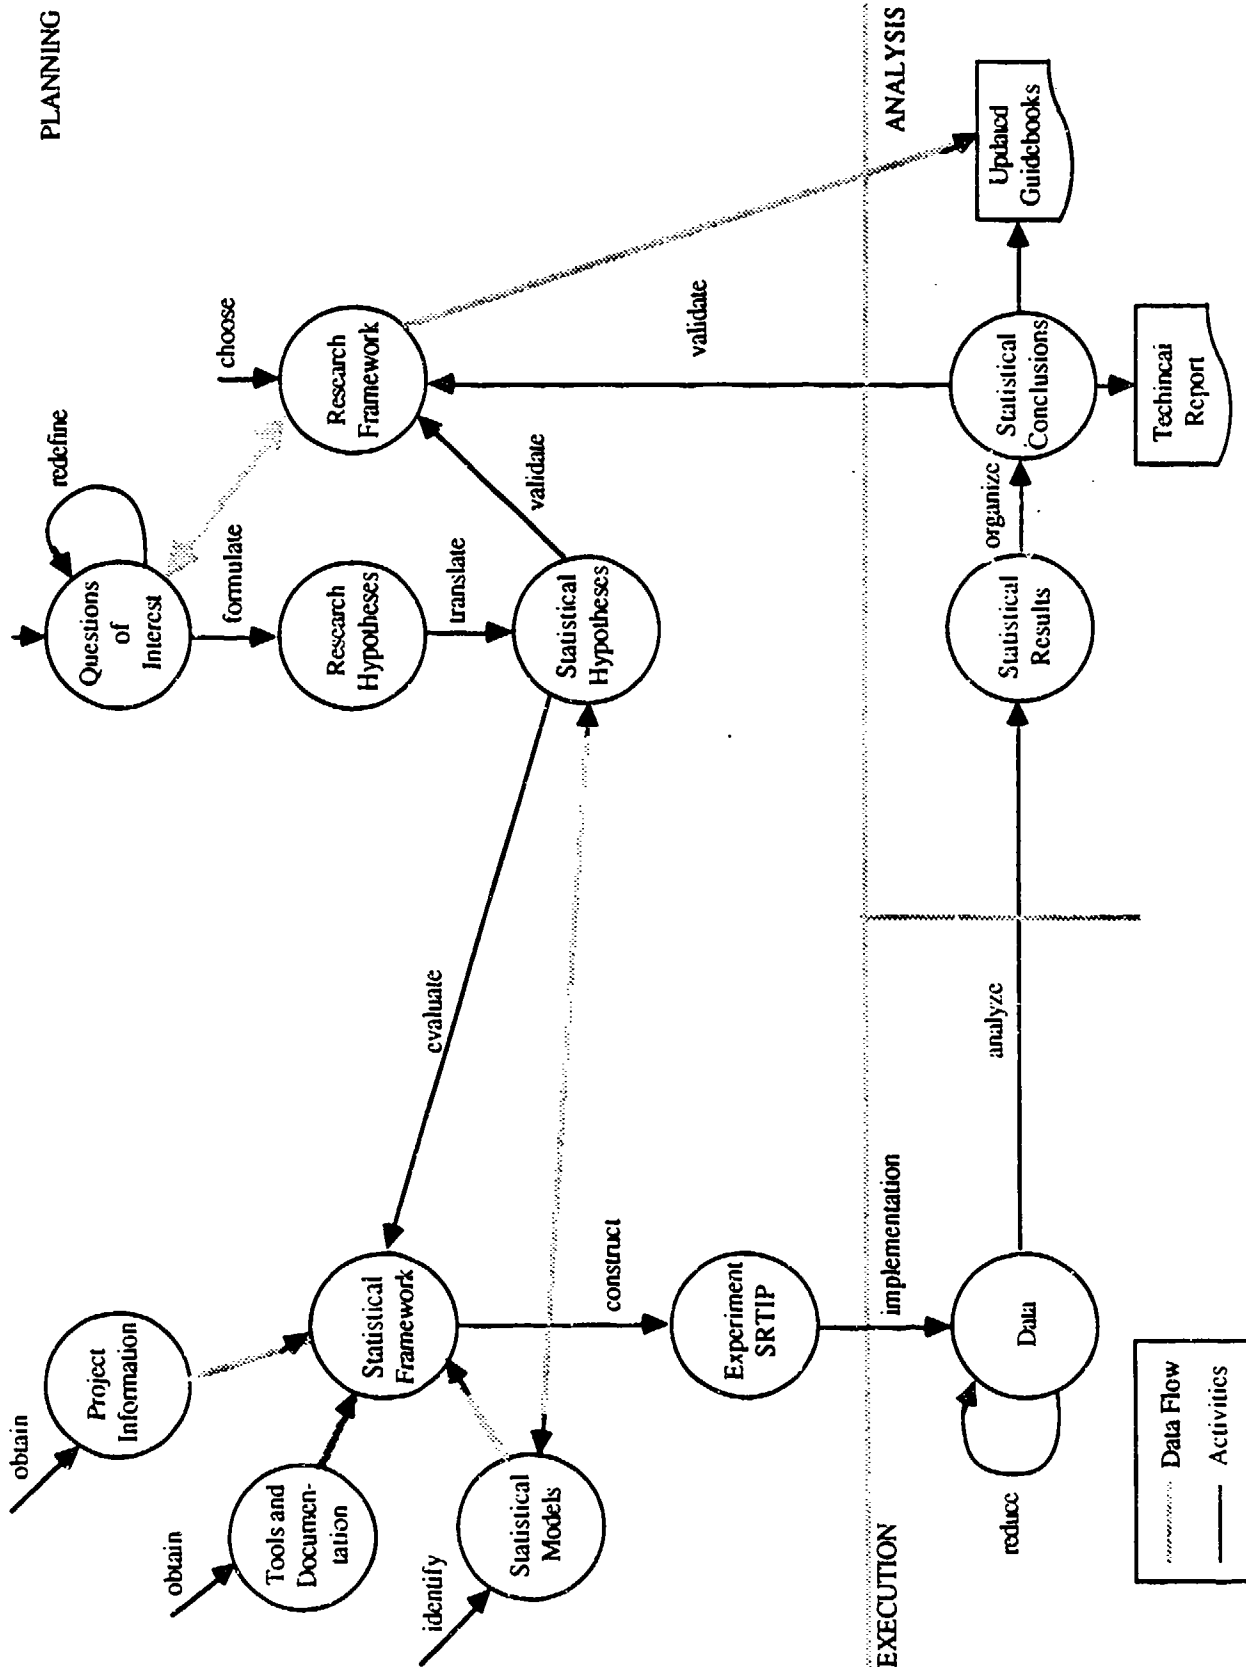 PLANNING
redefine
Questions
of
Interest
formulate
choose
Research
Framework
Research
Hypotheses
translate
validate
Statistical
Hypotheses
validate
evaluate
obtain
Project
Information
obtain
Tools and
Documen-
tation
Statistical
Framework
identify
Statistical
Models
construct
Experiment
SRTIP
EXECUTION
implementation
Data
reduce
analyze
ANALYSIS
Statistical
Results
organize
Statistical
Conclusions
Updated
Guidebooks
Techincal
Report
Data Flow
Activities